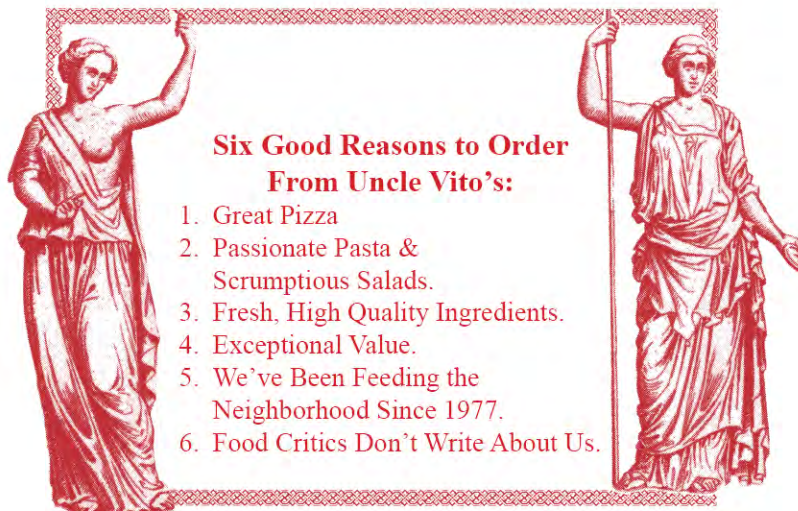 Six Good Reasons to Order
From Uncle Vito's:
1. Great Pizza
2. Passionate Pasta &
Scrumptious Salads.
3. Fresh, High Quality Ingredients.
4. Exceptional Value.
5. We've Been Feeding the
Neighborhood Since 1977.
6. Food Critics Don't Write About Us.